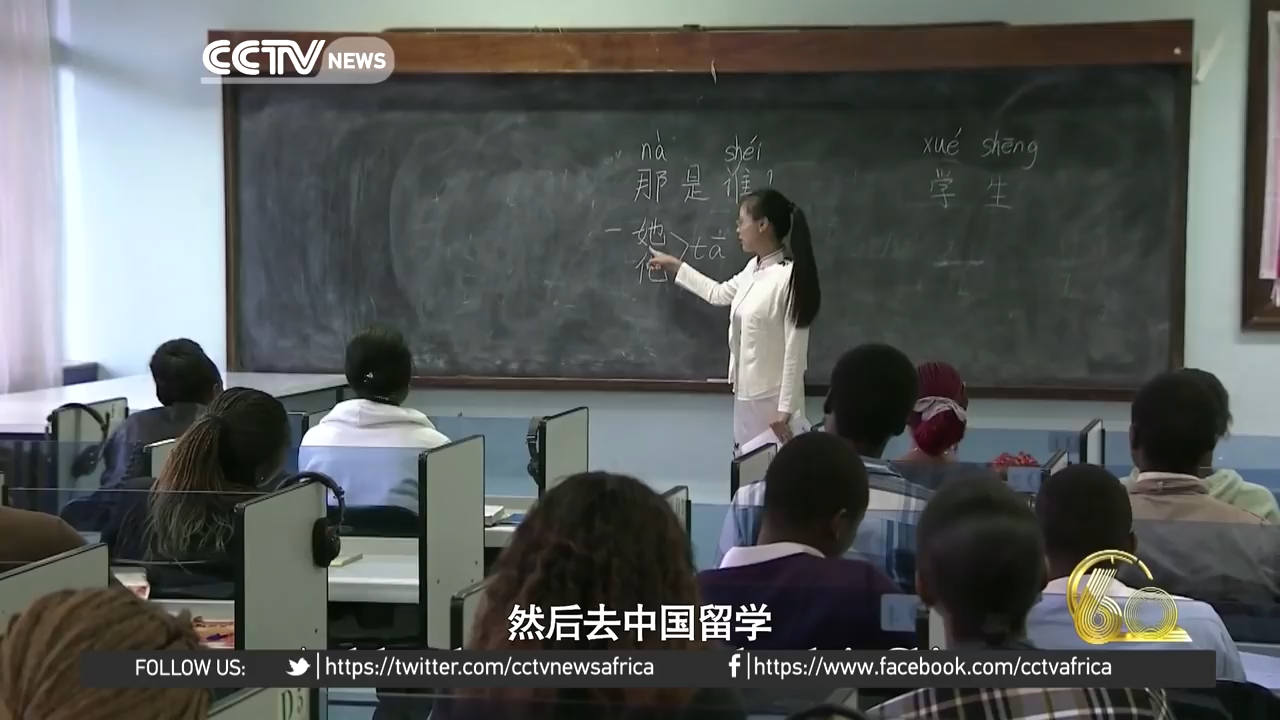 CCTV NEWS
nà shéi
那是谁?
她 tā
他
xué shēng
学生
60
然后去中国留学
FOLLOW US: https://twitter.com/cctvnewsafrica https://www.facebook.com/cctvafrica